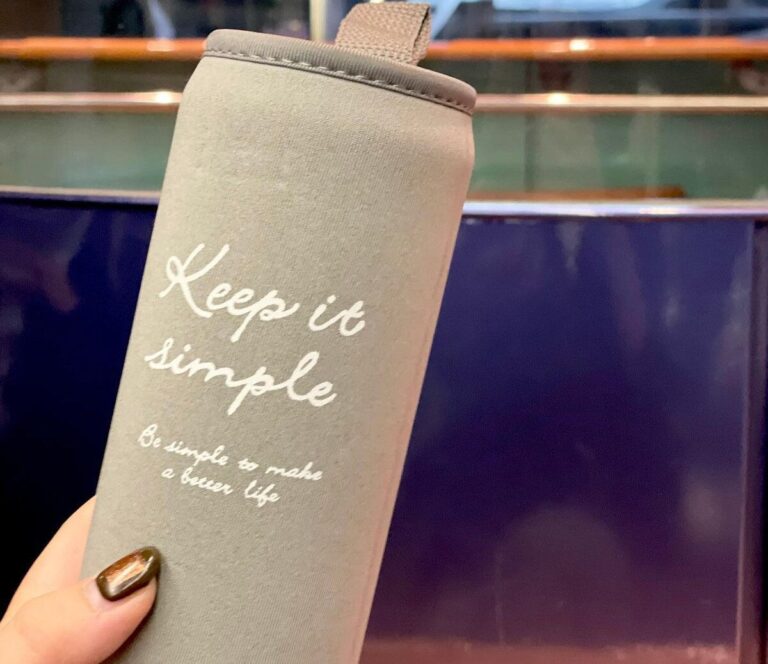 Keep it
simple
Be simple to make
a better life